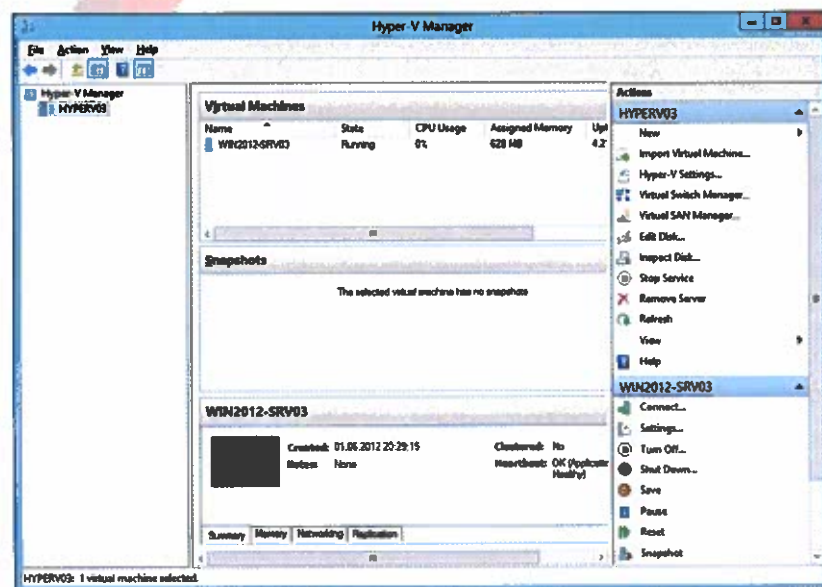 Hyper-V Manager
File Action View Help
Hyper-V Manager
HYPERV03
Virtual Machines
Name State CPU Usage Assigned Memory Upt
WIN2012-SRV03 Running 0% 628 MB 4.2
Snapshots
The selected virtual machine has no snapshots
WIN2012-SRV03
Created: 01.06.2012 20:29:15 Clustered: No
Notes: None Heartbeat: OK (Applicatio
Healthy)
Summary Memory Networking Replication
Actions
HYPERV03
New
Import Virtual Machine...
Hyper-V Settings...
Virtual Switch Manager...
Virtual SAN Manager...
Edit Disk...
Inspect Disk...
Stop Service
Remove Server
Refresh
View
Help
WIN2012-SRV03
Connect...
Settings...
Turn Off...
Shut Down...
Save
Pause
Reset
Snapshot
HYPERV03: 1 virtual machine selected.